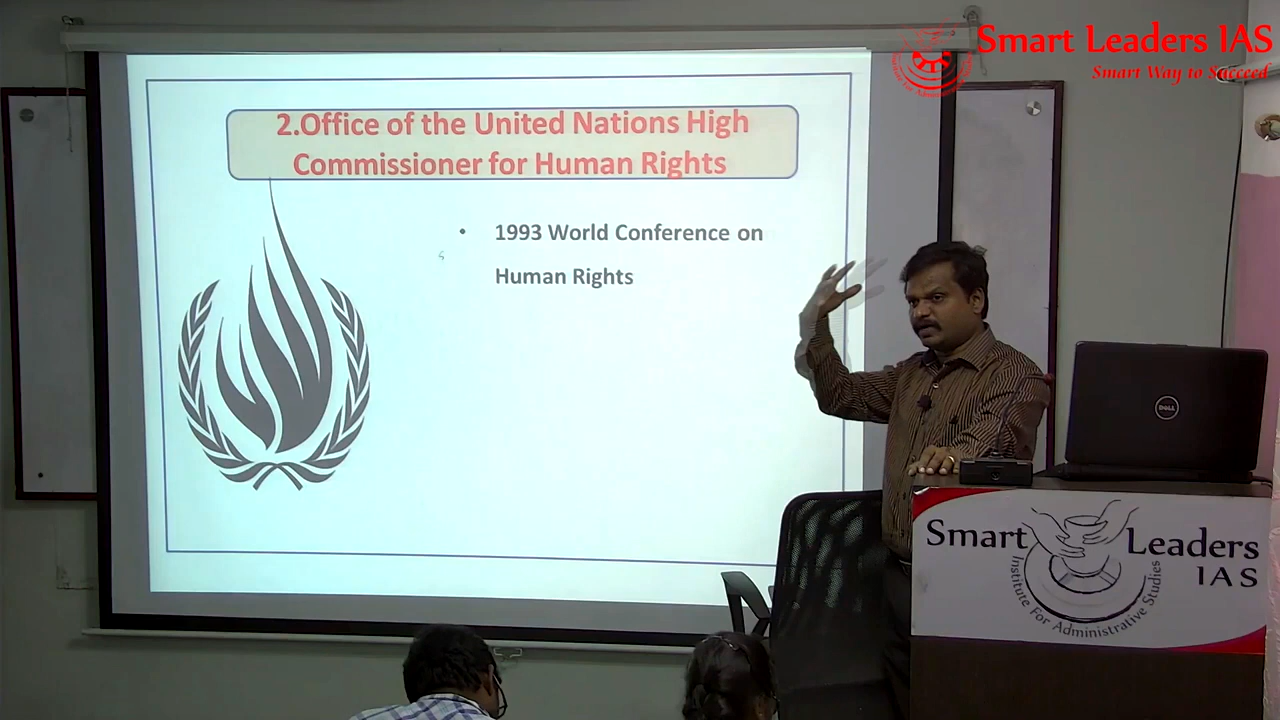 Smart Leaders IAS
Smart Way to Succeed
2.Office of the United Nations High
Commissioner for Human Rights
• 1993 World Conference on
Human Rights
DELL
Smart Leaders
IAS
Institute For Administrative Studies